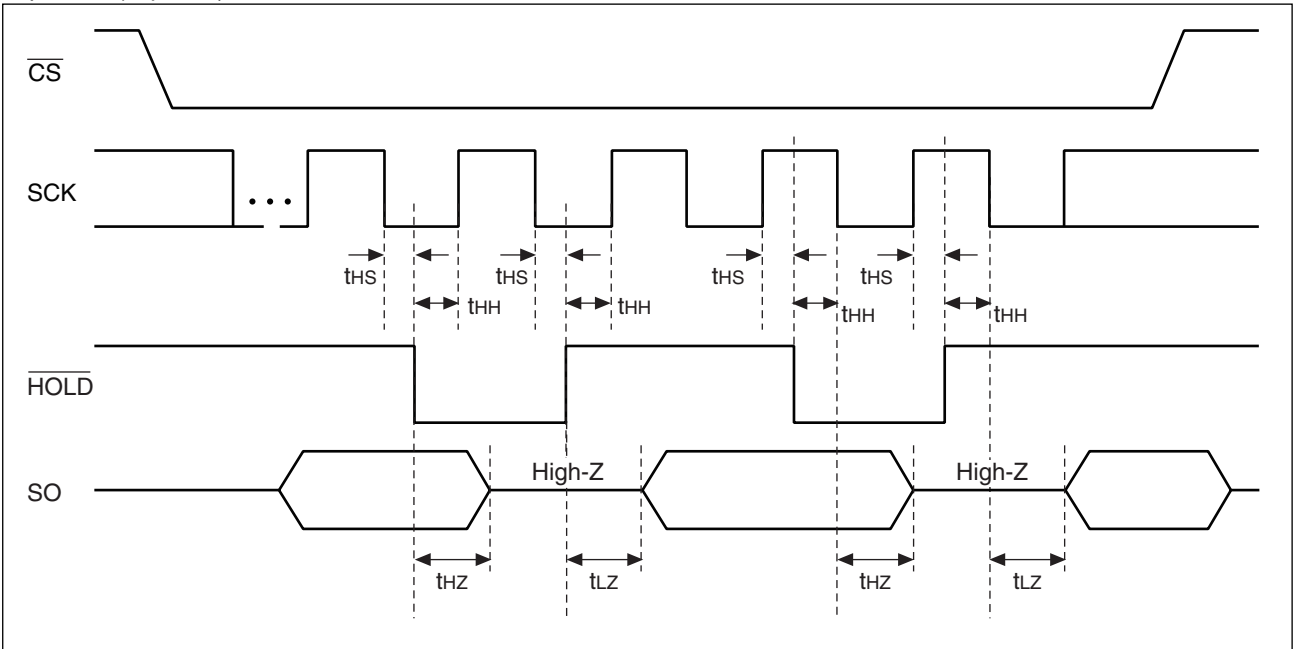 CS
SCK
• • •
tHS tHS tHS tHS
tHH tHH tHH tHH
HOLD
High-Z High-Z
SO
tHZ tLZ tHZ tLZ